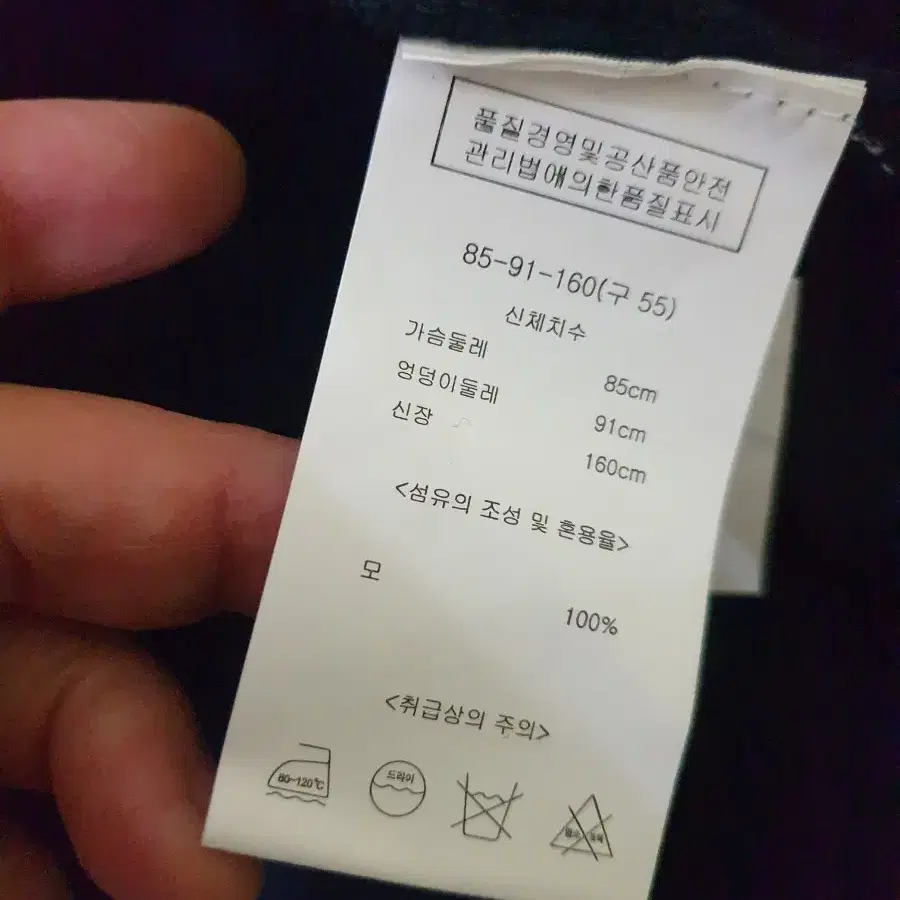 품질경영및공산품안전
관리법애의한품질표시
85-91-160(구 55)
신체치수
가슴둘레 85cm
엉덩이둘레 91cm
신장 160cm
<섬유의 조성 및 혼용율>
모 100%
<취급상의 주의>
80-120℃ 드라이